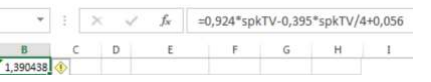 fx =0,924*spkTV-0,395*spkTV/4+0,056
B C D E F G H I
1,390438